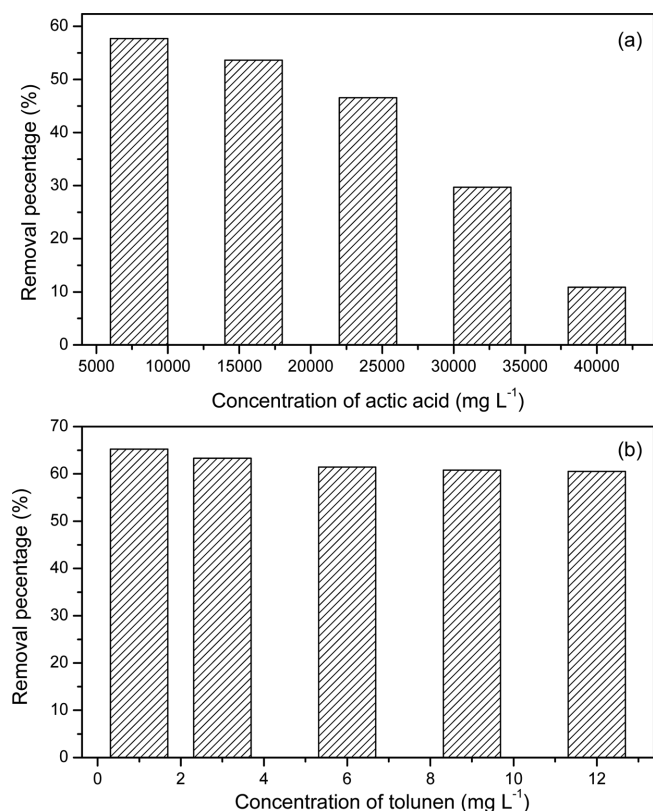 (a)
60
50
40
30
20
10
0
Removal pecentage (%)
5000 10000 15000 20000 25000 30000 35000 40000
Concentration of actic acid (mg L⁻¹)
(b)
70
60
50
40
30
20
10
0
Removal pecentage (%)
0 2 4 6 8 10 12
Concentration of tolunen (mg L⁻¹)